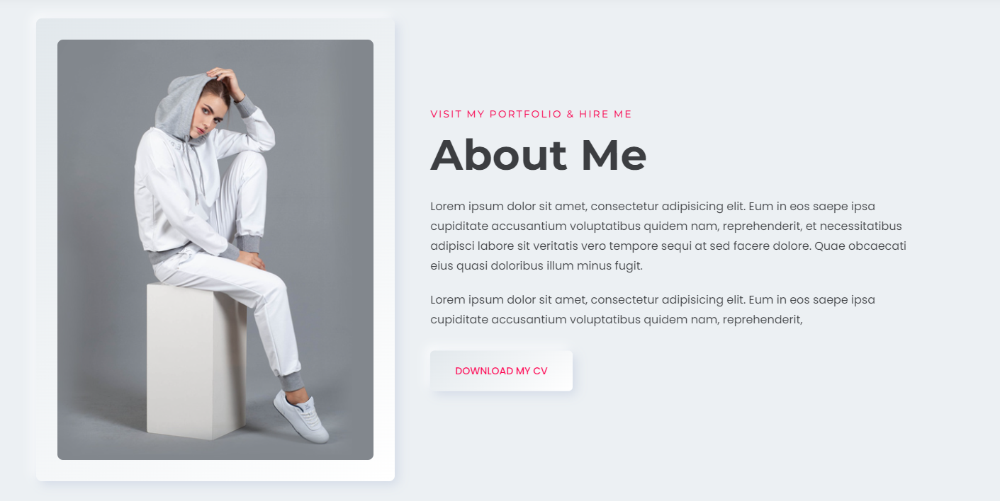 VISIT MY PORTFOLIO & HIRE ME
About Me
Lorem ipsum dolor sit amet, consectetur adipisicing elit. Eum in eos saepe ipsa
cupiditate accusantium voluptatibus quidem nam, reprehenderit, et necessitatibus
adipisci labore sit veritatis vero tempore sequi at sed facere dolore. Quae obcaecati
eius quasi doloribus illum minus fugit.
Lorem ipsum dolor sit amet, consectetur adipisicing elit. Eum in eos saepe ipsa
cupiditate accusantium voluptatibus quidem nam, reprehenderit,
DOWNLOAD MY CV